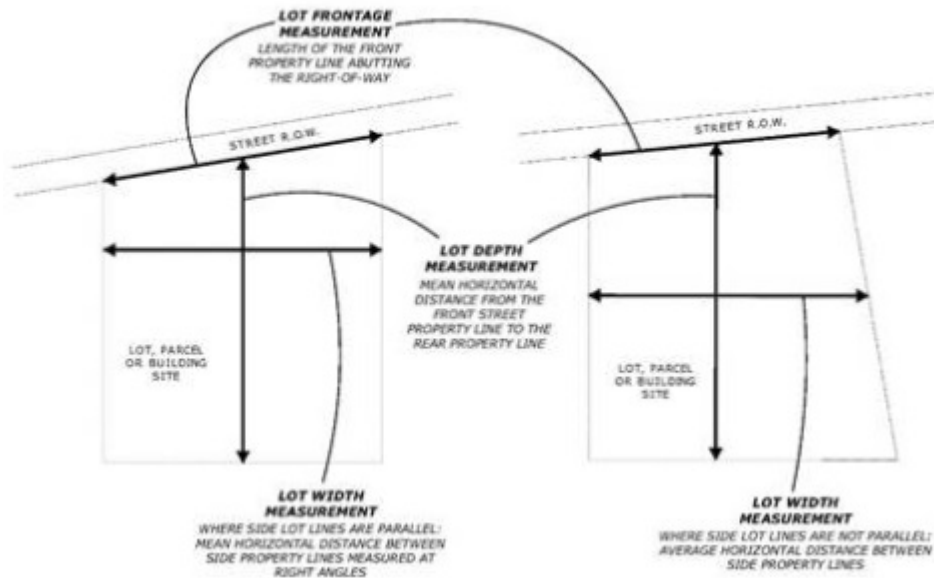 LOT FRONTAGE
MEASUREMENT
LENGTH OF THE FRONT
PROPERTY LINE ABUTTING
THE RIGHT-OF-WAY
STREET R.O.W.
STREET R.O.W.
LOT DEPTH
MEASUREMENT
MEAN HORIZONTAL
DISTANCE FROM THE
FRONT STREET
PROPERTY LINE TO THE
REAR PROPERTY LINE
LOT, PARCEL
OR BUILDING
SITE
LOT, PARCEL
OR BUILDING
SITE
LOT WIDTH
MEASUREMENT
WHERE SIDE LOT LINES ARE PARALLEL:
MEAN HORIZONTAL DISTANCE BETWEEN
SIDE PROPERTY LINES MEASURED AT
RIGHT ANGLES
LOT WIDTH
MEASUREMENT
WHERE SIDE LOT LINES ARE NOT PARALLEL:
AVERAGE HORIZONTAL DISTANCE BETWEEN
SIDE PROPERTY LINES